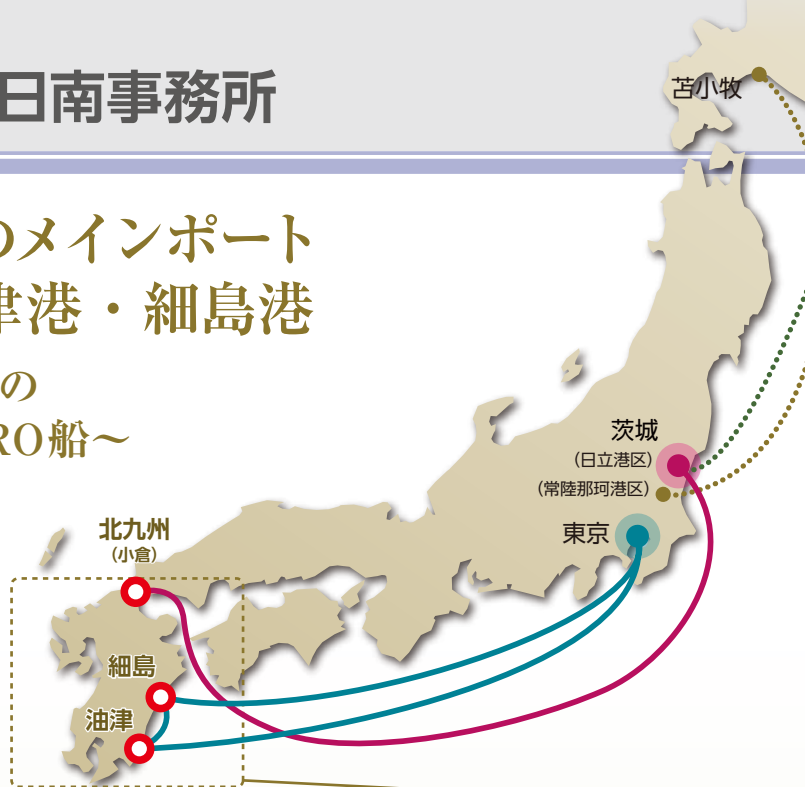 日南事務所
のメインポート
津港・細島港
の
RO船～
苫小牧
茨城
（日立港区）
（常陸那珂港区）
東京
北九州
（小倉）
細島
油津